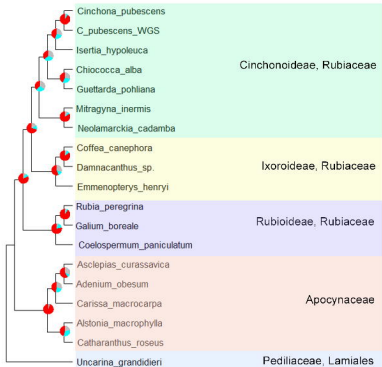 Cinchona_pubescens
C_pubescens_WGS
Isertia_hypoleuca
Chiococca_alba
Guettarda_pohliana
Mitragyna_inermis
Neolamarckia_cadamba
Cinchonoideae, Rubiaceae
Coffea_canephora
Damnacanthus_sp.
Emmenopterys_henryi
Ixoroideae, Rubiaceae
Rubia_peregrina
Galium_boreale
Coelospermum_paniculatum
Rubioideae, Rubiaceae
Asclepias_curassavica
Adenium_obesum
Carissa_macrocarpa
Alstonia_macrophylla
Catharanthus_roseus
Apocynaceae
Uncarina_grandidieri
Pediliaceae, Lamiales